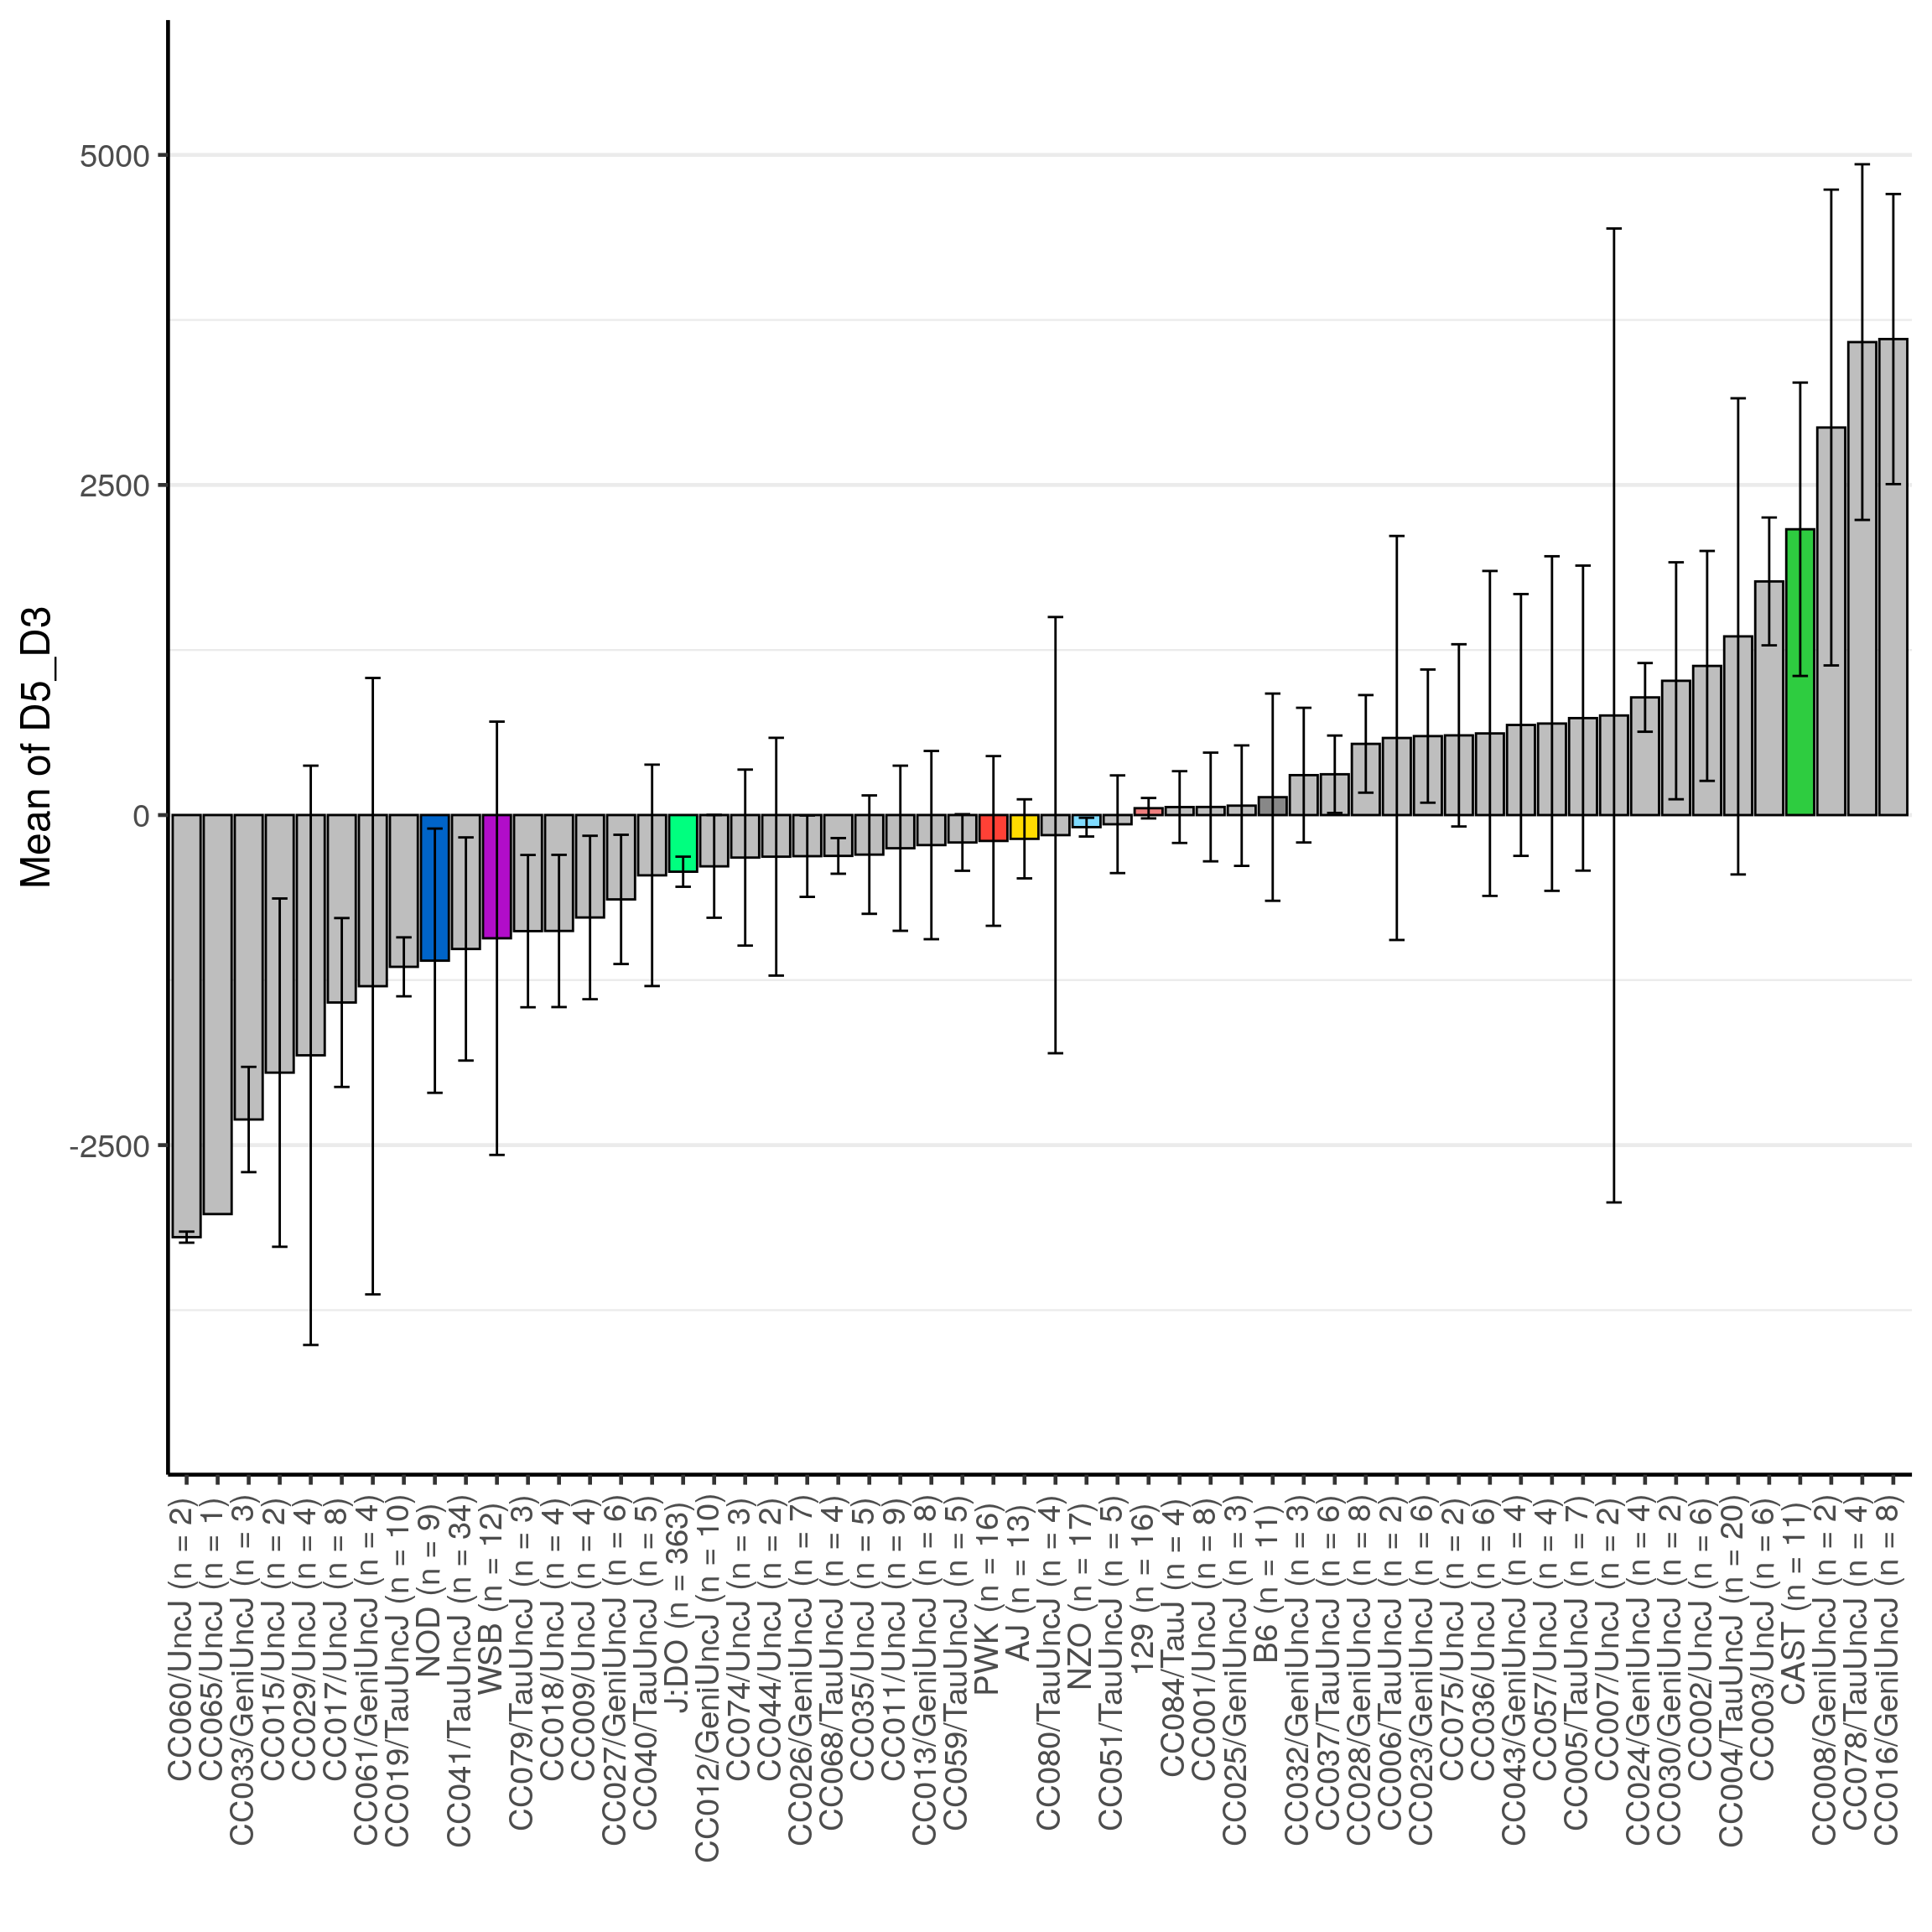 Mean of D5_D3
5000
2500
0
-2500
CC060/UncJ (n = 2)
CC065/UncJ (n = 1)
CC033/GeniUncJ (n = 3)
CC015/UncJ (n = 2)
CC029/UncJ (n = 4)
CC017/UncJ (n = 8)
CC061/GeniUncJ (n = 4)
CC019/TauUncJ (n = 10)
NOD (n = 9)
CC041/TauUncJ (n = 34)
WSB (n = 12)
CC079/TauUncJ (n = 3)
CC018/UncJ (n = 4)
CC009/UncJ (n = 4)
CC027/GeniUncJ (n = 6)
CC040/TauUncJ (n = 5)
J:DO (n = 363)
CC012/GeniUncJ (n = 10)
CC074/UncJ (n = 3)
CC044/UncJ (n = 2)
CC026/GeniUncJ (n = 7)
CC068/TauUncJ (n = 4)
CC035/UncJ (n = 5)
CC011/UncJ (n = 9)
CC013/GeniUncJ (n = 8)
CC059/TauUncJ (n = 5)
PWK (n = 16)
AJ (n = 13)
CC080/TauUncJ (n = 4)
NZO (n = 17)
CC051/TauUncJ (n = 5)
129 (n = 16)
CC084/TauJ (n = 4)
CC001/UncJ (n = 8)
CC025/GeniUncJ (n = 3)
B6 (n = 11)
CC032/GeniUncJ (n = 3)
CC037/TauUncJ (n = 6)
CC028/GeniUncJ (n = 8)
CC006/TauUncJ (n = 2)
CC023/GeniUncJ (n = 6)
CC075/UncJ (n = 2)
CC036/UncJ (n = 6)
CC043/GeniUncJ (n = 4)
CC057/UncJ (n = 4)
CC005/TauUncJ (n = 7)
CC007/UncJ (n = 2)
CC024/GeniUncJ (n = 4)
CC030/GeniUncJ (n = 2)
CC002/UncJ (n = 6)
CC004/TauUncJ (n = 20)
CC003/UncJ (n = 6)
CAST (n = 11)
CC008/GeniUncJ (n = 2)
CC078/TauUncJ (n = 4)
CC016/GeniUncJ (n = 8)